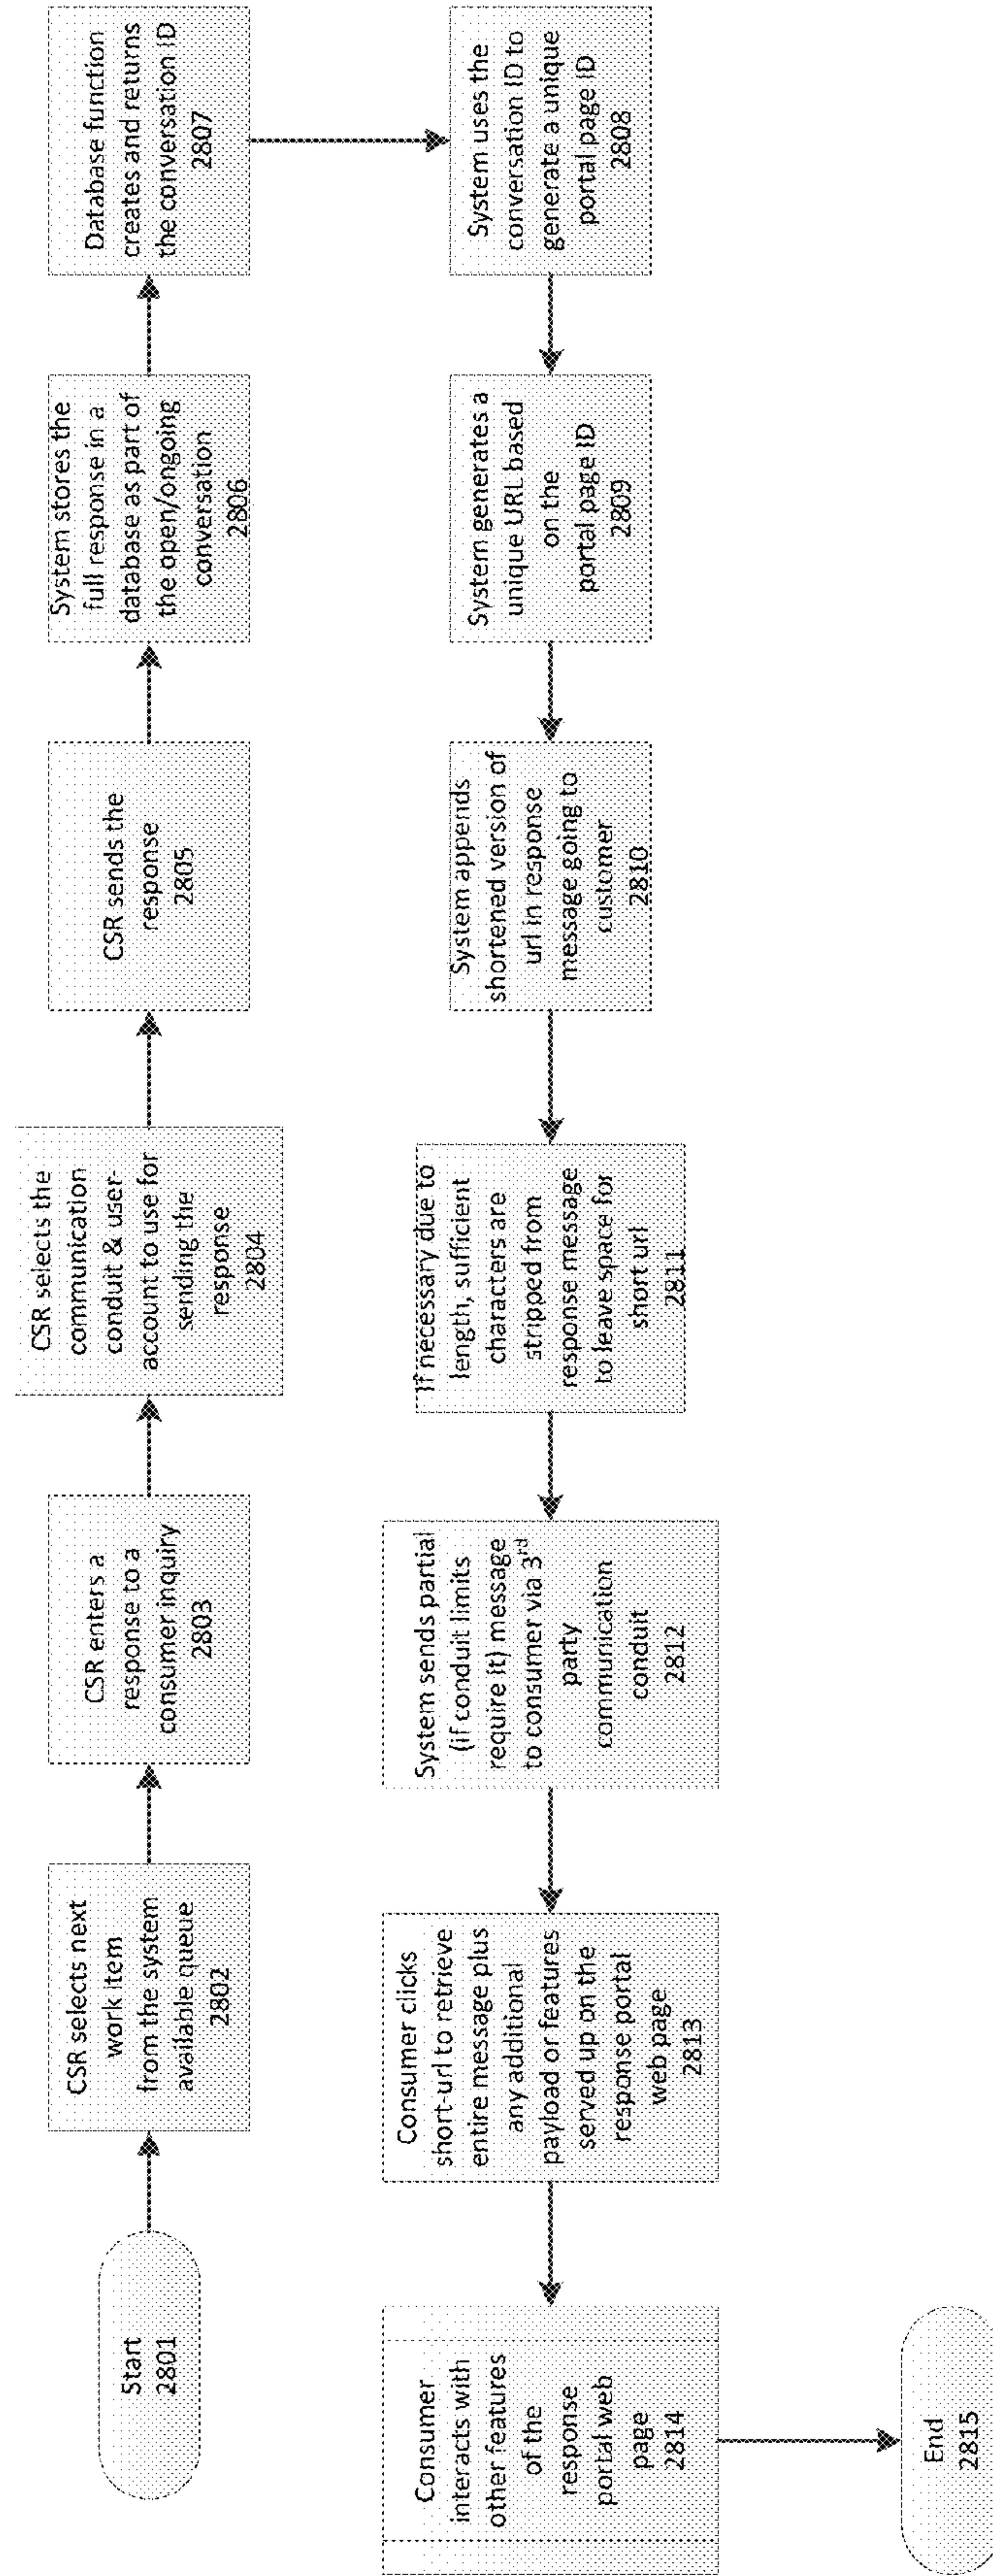 Start
2801
CSR selects next
work item
from the system
available queue
2802
CSR enters a
response to a
consumer inquiry
2803
CSR selects the
communication
conduit & user-
account to use for
sending the
response
2804
CSR sends the
response
2805
System stores the
full response in a
database as part of
the open/ongoing
conversation
2806
Database function
creates and returns
the conversation ID
2807
System uses the
conversation ID to
generate a unique
portal page ID
2808
System generates a
unique URL based
on the
portal page ID
2809
System appends
shortened version of
url in response
message going to
customer
2810
If necessary due to
length, sufficient
characters are
stripped from
response message
to leave space for
short url
2811
System sends partial
(if conduit limits
require it) message
to consumer via 3rd
party
communication
conduit
2812
Consumer clicks
short-url to retrieve
entire message plus
any additional
payload or features
served up on the
response portal
web page
2813
Consumer
interacts with
other features
of the
response
portal web
page
2814
End
2815